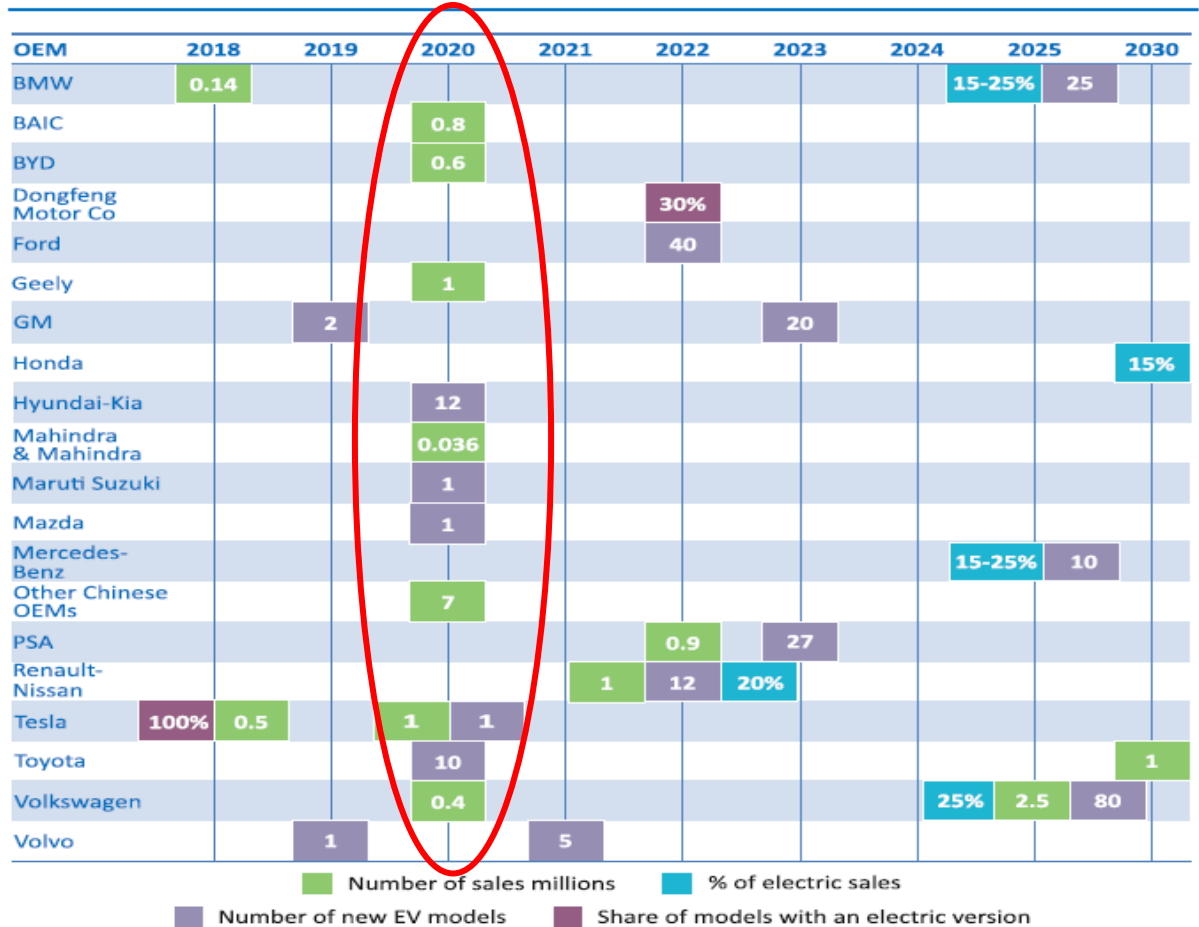 OEM 2018 2019 2020 2021 2022 2023 2024 2025 2030
BMW 0.14 15-25% 25
BAIC 0.8
BYD 0.6
Dongfeng
Motor Co 30%
Ford 40
Geely 1
GM 2 20
Honda 15%
Hyundai-Kia 12
Mahindra
& Mahindra 0.036
Maruti Suzuki 1
Mazda 1
Mercedes-
Benz 15-25% 10
Other Chinese
OEMs 7
PSA 0.9 27
Renault-
Nissan 1 12 20%
Tesla 100% 0.5 1 1
Toyota 10 1
Volkswagen 0.4 25% 2.5 80
Volvo 1 5
Number of sales millions % of electric sales
Number of new EV models Share of models with an electric version